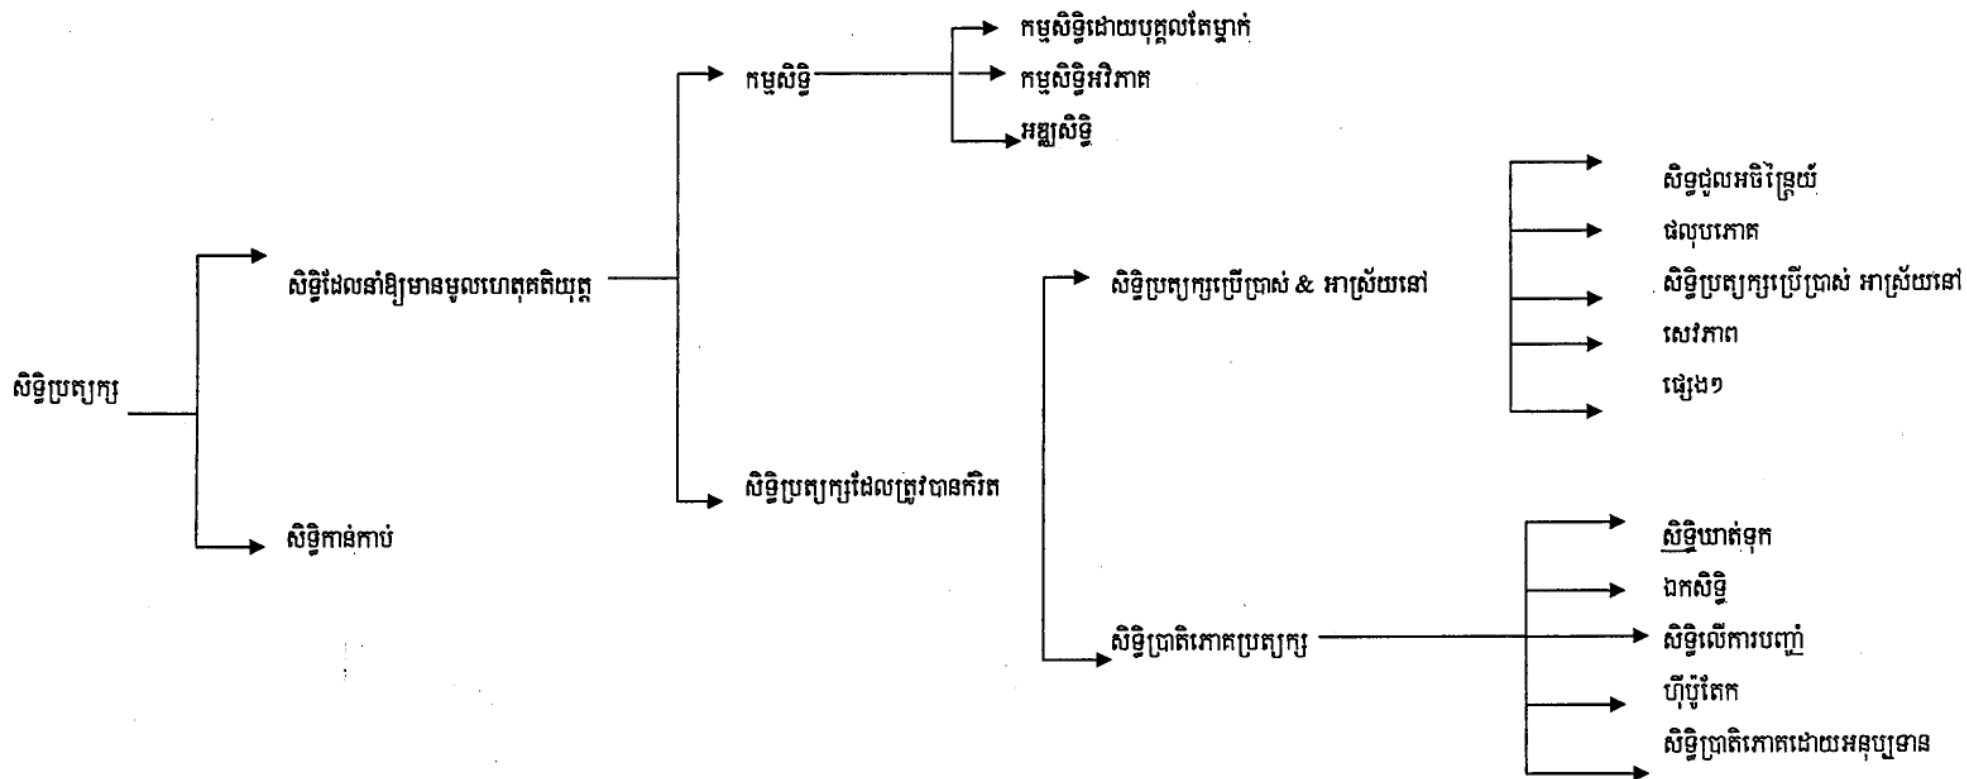 កម្មសិទ្ធិដោយបុគ្គលតែម្នាក់
កម្មសិទ្ធិ
កម្មសិទ្ធិអវិភាគ
អឌ្ឍសិទ្ធិ
សិទ្ធជួលអចិន្ត្រៃយ៍
ផលុបភោគ
សិទ្ធិដែលនាំឱ្យមានមូលហេតុគតិយុត្ត
សិទ្ធិប្រត្យក្សប្រើប្រាស់ & អាស្រ័យនៅ
សិទ្ធិប្រត្យក្សប្រើប្រាស់ អាស្រ័យនៅ
សេវភាព
សិទ្ធិប្រត្យក្ស
ផ្សេងៗ
សិទ្ធិប្រត្យក្សដែលត្រូវបានកំរិត
សិទ្ធិកាន់កាប់
សិទ្ធិឃាត់ទុក
ឯកសិទ្ធិ
សិទ្ធិប្រាតិភោគប្រត្យក្ស
សិទ្ធិលើការបញ្ចាំ
ហ៊ីប៉ូតែក
សិទ្ធិប្រាតិភោគដោយអនុប្បទាន